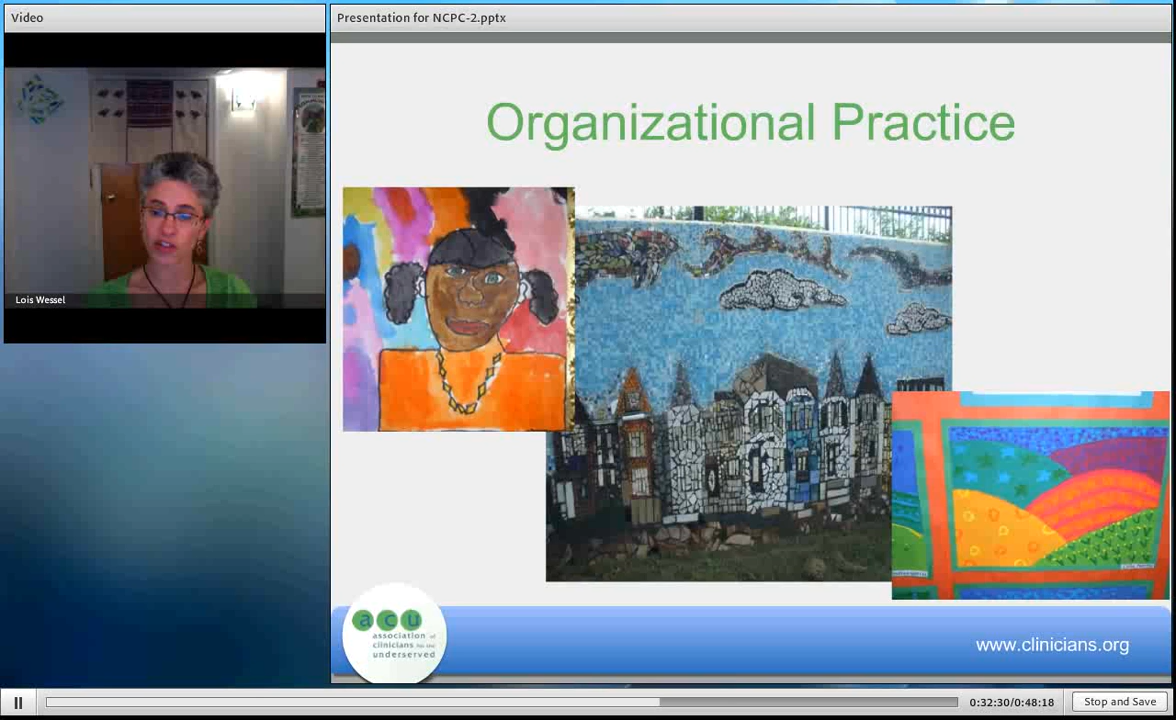 Video
Presentation for NCPC-2.pptx
Organizational Practice
Lois Wessel
acu
association of
clinicians for the
underserved
www.clinicians.org
0:32:30/0:48:18
Stop and Save